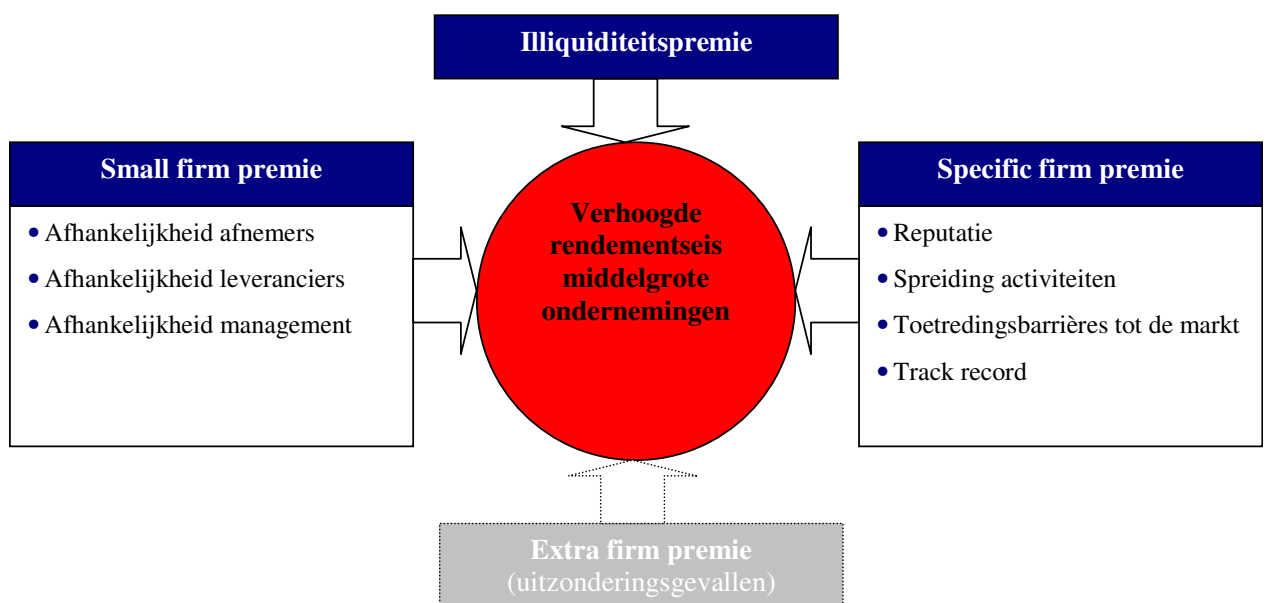 Illiquiditeitspremie
Small firm premie
• Afhankelijkheid afnemers
• Afhankelijkheid leveranciers
• Afhankelijkheid management
Verhoogde
rendementseis
middelgrote
ondernemingen
Specific firm premie
• Reputatie
• Spreiding activiteiten
• Toetredingsbarrières tot de markt
• Track record
Extra firm premie
(uitzonderingsgevallen)